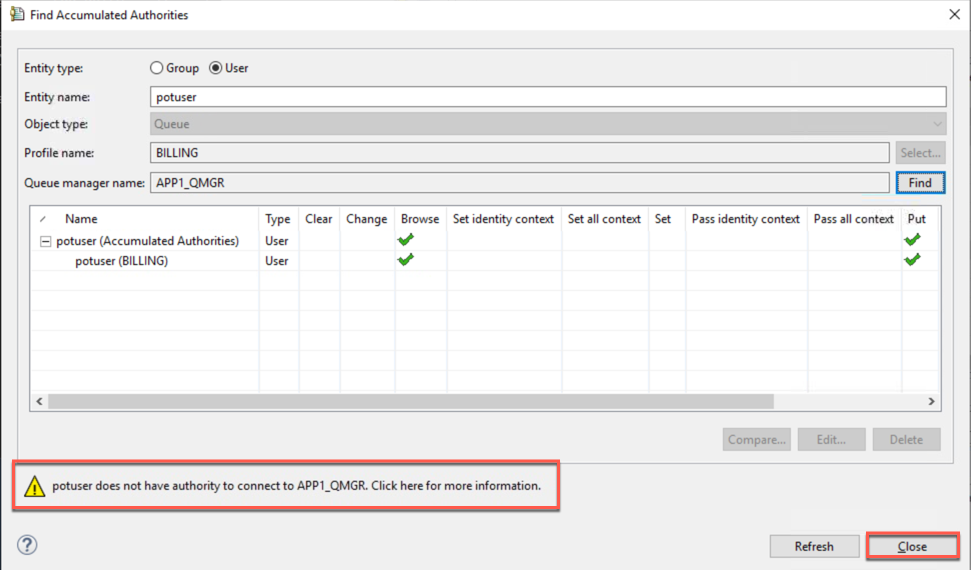 Find Accumulated Authorities
Entity type: Group User
Entity name: potuser
Object type: Queue
Profile name: BILLING Select...
Queue manager name: APP1_QMGR Find
Name Type Clear Change Browse Set identity context Set all context Set Pass identity context Pass all context Put
potuser (Accumulated Authorities) User
potuser (BILLING) User
Compare... Edit... Delete
potuser does not have authority to connect to APP1_QMGR. Click here for more information.
Refresh Close